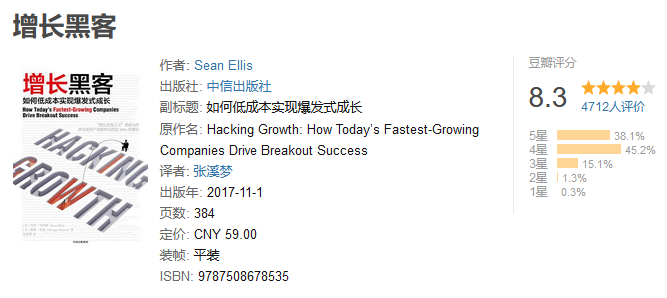 增长黑客
增长黑客
如何低成本实现爆发式成长
How Today's Fastest-Growing Companies
Drive Breakout Success
HACKING
GROWTH
作者: Sean Ellis
出版社: 中信出版社
副标题: 如何低成本实现爆发式成长
原作名: Hacking Growth: How Today's Fastest-Growing
Companies Drive Breakout Success
译者: 张溪梦
出版年: 2017-11-1
页数: 384
定价: CNY 59.00
装帧: 平装
ISBN: 9787508678535
豆瓣评分
8.3
4712人评价
5星 38.1%
4星 45.2%
3星 15.1%
2星 1.3%
1星 0.3%